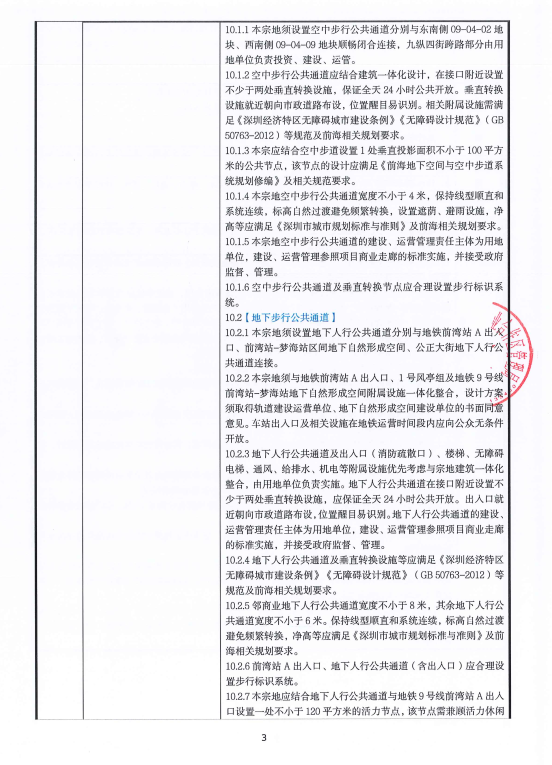 10.1.1 本宗地须设置空中步行公共通道分别与东南侧 09-04-02 地
块、西南侧 09-04-09 地块顺畅闭合连接，九纵四街跨路部分由用
地单位负责投资、建设、运管。
10.1.2 空中步行公共通道应结合建筑一体化设计，在接口附近设置
不少于两处垂直转换设施，保证全天 24 小时公共开放。垂直转换
设施就近朝向市政道路布设，位置醒目易识别。相关附属设施需满
足《深圳经济特区无障碍城市建设条例》《无障碍设计规范》（GB
50763-2012）等规范及前海相关规划要求。
10.1.3 本宗应结合空中步道设置 1 处垂直投影面积不小于 100 平方
米的公共节点，该节点的设计应满足《前海地下空间与空中步道系
统规划修编》及相关规范要求。
10.1.4 本宗地空中步行公共通道宽度不小于 4 米，保持线型顺直和
系统连续，标高自然过渡避免频繁转换，设置遮荫、避雨设施，净
高等应满足《深圳市城市规划标准与准则》及前海相关规划要求。
10.1.5 本宗地空中步行公共通道的建设、运营管理责任主体为用地
单位，建设、运营管理参照项目商业走廊的标准实施，并接受政府
监督、管理。
10.1.6 空中步行公共通道及垂直转换节点应合理设置步行标识系
统。
10.2【地下步行公共通道】
10.2.1 本宗地须设置地下人行公共通道分别与地铁前湾站 A 出入
口、前湾站-梦海站区间地下自然形成空间、公正大街地下人行公
共通道连接。
10.2.2 本宗地须与地铁前湾站 A 出入口、1 号风亭组及地铁 9 号线
前湾站-梦海站地下自然形成空间附属设施一体化整合，设计方案
须取得轨道建设运营单位、地下自然形成空间建设单位的书面同意
意见。车站出入口及相关设施在地铁运营时间段内应向公众无条件
开放。
10.2.3 地下人行公共通道及出入口（消防疏散口）、楼梯、无障碍
电梯、通风、给排水、机电等附属设施优先考虑与宗地建筑一体化
整合，由用地单位负责实施。地下人行公共通道在接口附近设置不
少于两处垂直转换设施，应保证全天 24 小时公共开放。出入口就
近朝向市政道路布设，位置醒目易识别。地下人行公共通道的建设、
运营管理责任主体为用地单位，建设、运营管理参照项目商业走廊
的标准实施，并接受政府监督、管理。
10.2.4 地下人行公共通道及垂直转换设施等应满足《深圳经济特区
无障碍城市建设条例》《无障碍设计规范》（GB 50763-2012）等
规范及前海相关规划要求。
10.2.5 邻商业地下人行公共通道宽度不小于 8 米，其余地下人行公
共通道宽度不小于 6 米。保持线型顺直和系统连续，标高自然过渡
避免频繁转换，净高等应满足《深圳市城市规划标准与准则》及前
海相关规划要求。
10.2.6 前湾站 A 出入口、地下人行公共通道（含出入口）应合理设
置步行标识系统。
10.2.7 本宗地应结合地下人行公共通道与地铁 9 号线前湾站 A 出入
口设置一处不小于 120 平方米的活力节点，该节点需兼顾活力休闲
3